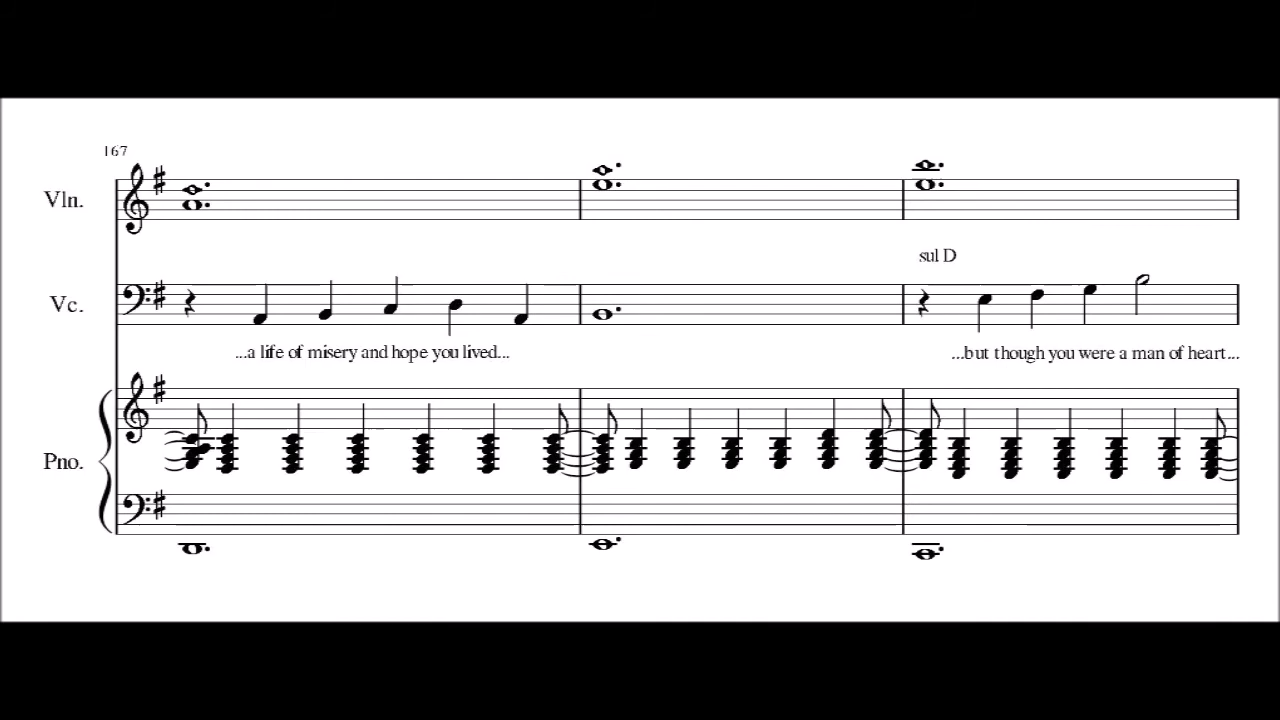 167
Vln.
sul D
Vc.
...a life of misery and hope you lived... ...but though you were a man of heart...
Pno.